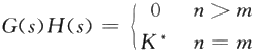 G(s)H(s) = { 0 n > m
K* n = m